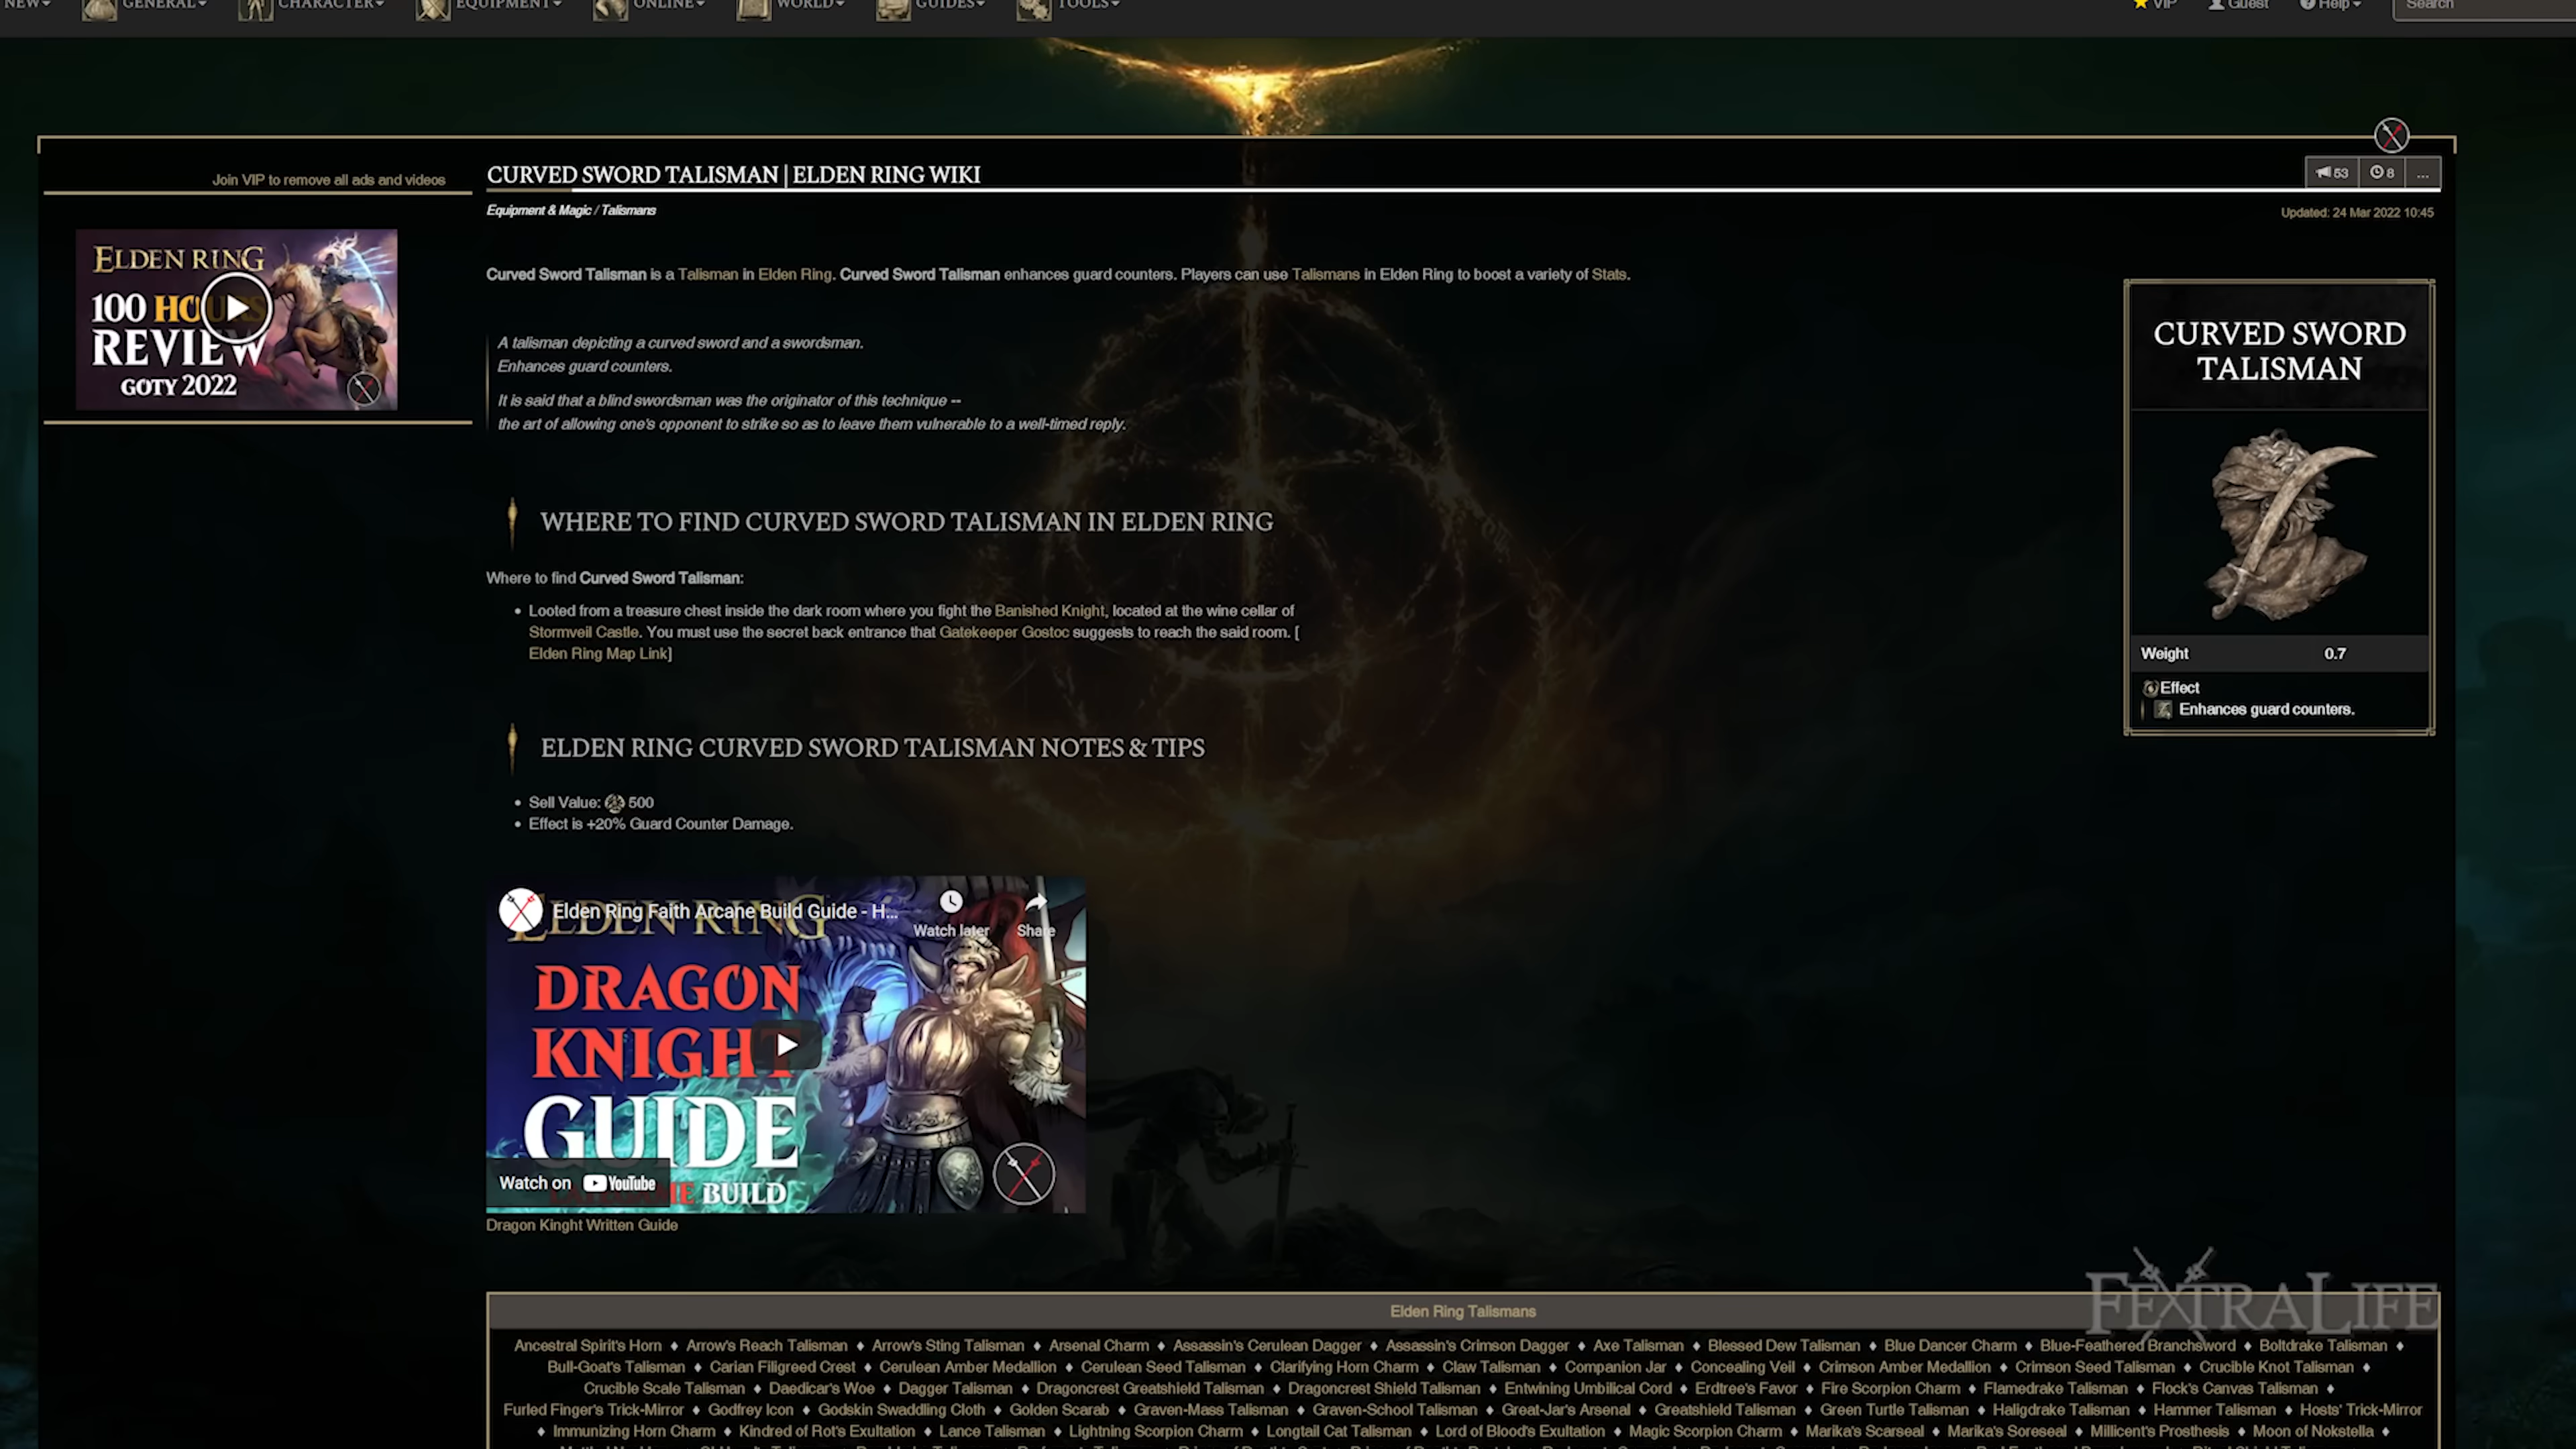 NEW GENERAL CHARACTER EQUIPMENT ONLINE WORLD GUIDES TOOLS VIP Guest Help Search
Join VIP to remove all ads and videos
ELDEN RING
100 HOURS
REVIEW
GOTY 2022
CURVED SWORD TALISMAN | ELDEN RING WIKI
53 8 ...
Equipment & Magic / Talismans
Updated: 24 Mar 2022 10:45
Curved Sword Talisman is a Talisman in Elden Ring. Curved Sword Talisman enhances guard counters. Players can use Talismans in Elden Ring to boost a variety of Stats.
A talisman depicting a curved sword and a swordsman.
Enhances guard counters.
It is said that a blind swordsman was the originator of this technique --
the art of allowing one's opponent to strike so as to leave them vulnerable to a well-timed reply.
WHERE TO FIND CURVED SWORD TALISMAN IN ELDEN RING
Where to find Curved Sword Talisman:
• Looted from a treasure chest inside the dark room where you fight the Banished Knight, located at the wine cellar of
Stormveil Castle. You must use the secret back entrance that Gatekeeper Gostoc suggests to reach the said room. [
Elden Ring Map Link]
ELDEN RING CURVED SWORD TALISMAN NOTES & TIPS
• Sell Value: 500
• Effect is +20% Guard Counter Damage.
CURVED SWORD
TALISMAN
Weight 0.7
Effect
Enhances guard counters.
Elden Ring Faith Arcane Build Guide - H...
Watch later Share
ELDEN RING
DRAGON
KNIGHT
GUIDE
Watch on YouTube
BUILD
Dragon Kinght Written Guide
FEXTRALIFE
Elden Ring Talismans
Ancestral Spirit's Horn ♦ Arrow's Reach Talisman ♦ Arrow's Sting Talisman ♦ Arsenal Charm ♦ Assassin's Cerulean Dagger ♦ Assassin's Crimson Dagger ♦ Axe Talisman ♦ Blessed Dew Talisman ♦ Blue Dancer Charm ♦ Blue-Feathered Branchsword ♦ Boltdrake Talisman ♦
Bull-Goat's Talisman ♦ Carian Filigreed Crest ♦ Cerulean Amber Medallion ♦ Cerulean Seed Talisman ♦ Clarifying Horn Charm ♦ Claw Talisman ♦ Companion Jar ♦ Concealing Veil ♦ Crimson Amber Medallion ♦ Crimson Seed Talisman ♦ Crucible Knot Talisman ♦
Crucible Scale Talisman ♦ Daedicar's Woe ♦ Dagger Talisman ♦ Dragoncrest Greatshield Talisman ♦ Dragoncrest Shield Talisman ♦ Entwining Umbilical Cord ♦ Erdtree's Favor ♦ Fire Scorpion Charm ♦ Flamedrake Talisman ♦ Flock's Canvas Talisman ♦
Furled Finger's Trick-Mirror ♦ Godfrey Icon ♦ Godskin Swaddling Cloth ♦ Golden Scarab ♦ Graven-Mass Talisman ♦ Graven-School Talisman ♦ Great-Jar's Arsenal ♦ Greatshield Talisman ♦ Green Turtle Talisman ♦ Haligdrake Talisman ♦ Hammer Talisman ♦ Hosts' Trick-Mirror
♦ Immunizing Horn Charm ♦ Kindred of Rot's Exultation ♦ Lance Talisman ♦ Lightning Scorpion Charm ♦ Longtail Cat Talisman ♦ Lord of Blood's Exultation ♦ Magic Scorpion Charm ♦ Marika's Scarseal ♦ Marika's Soreseal ♦ Millicent's Prosthesis ♦ Moon of Nokstella ♦